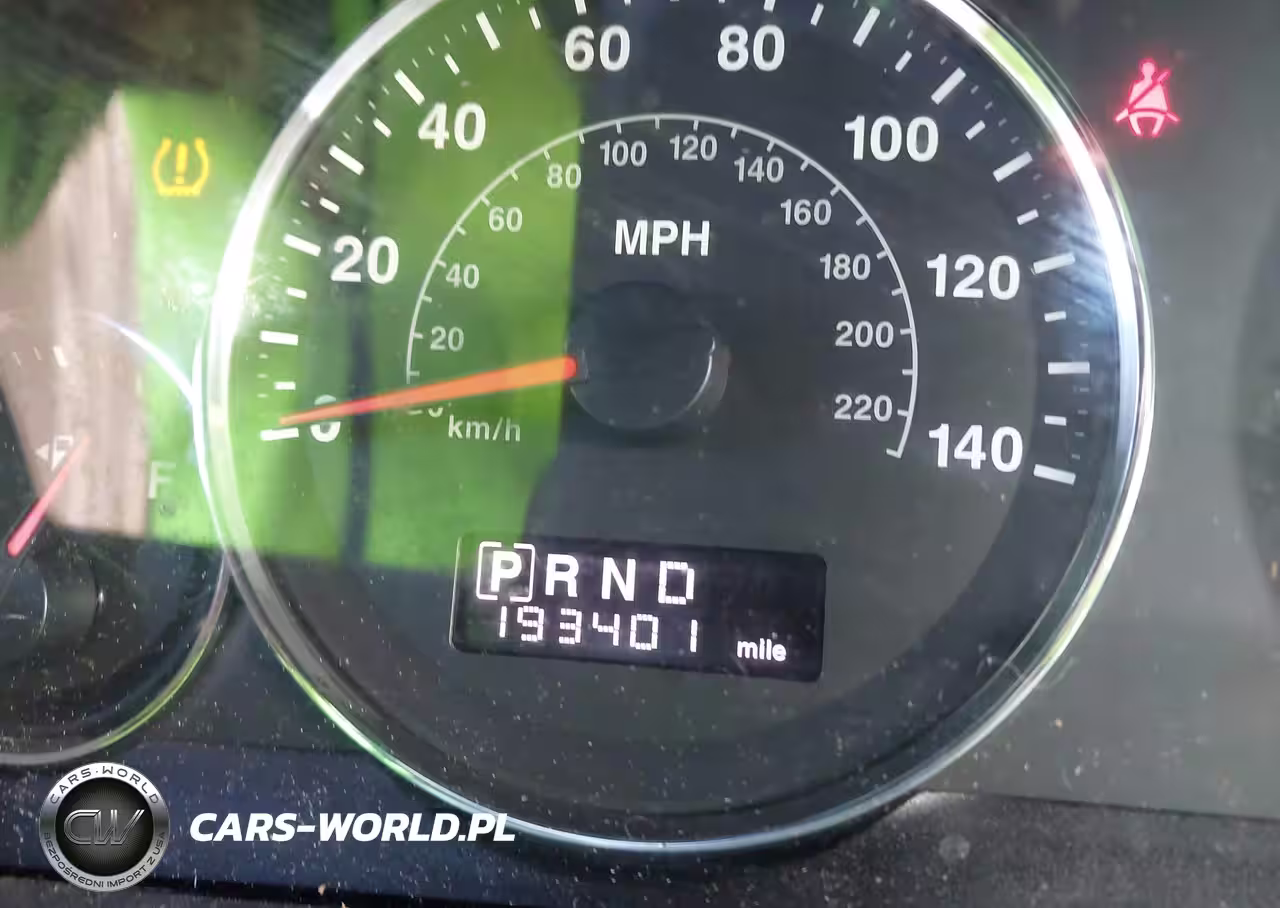 60 80
40 100
20 120
0 140
MPH
20 40 60 80 100 120 140 160 180 200 220
km/h
F
[P] R N D
193401 mile
CARS-WORLD
CW
BEZPOŚREDNI IMPORT Z USA
CARS-WORLD.PL